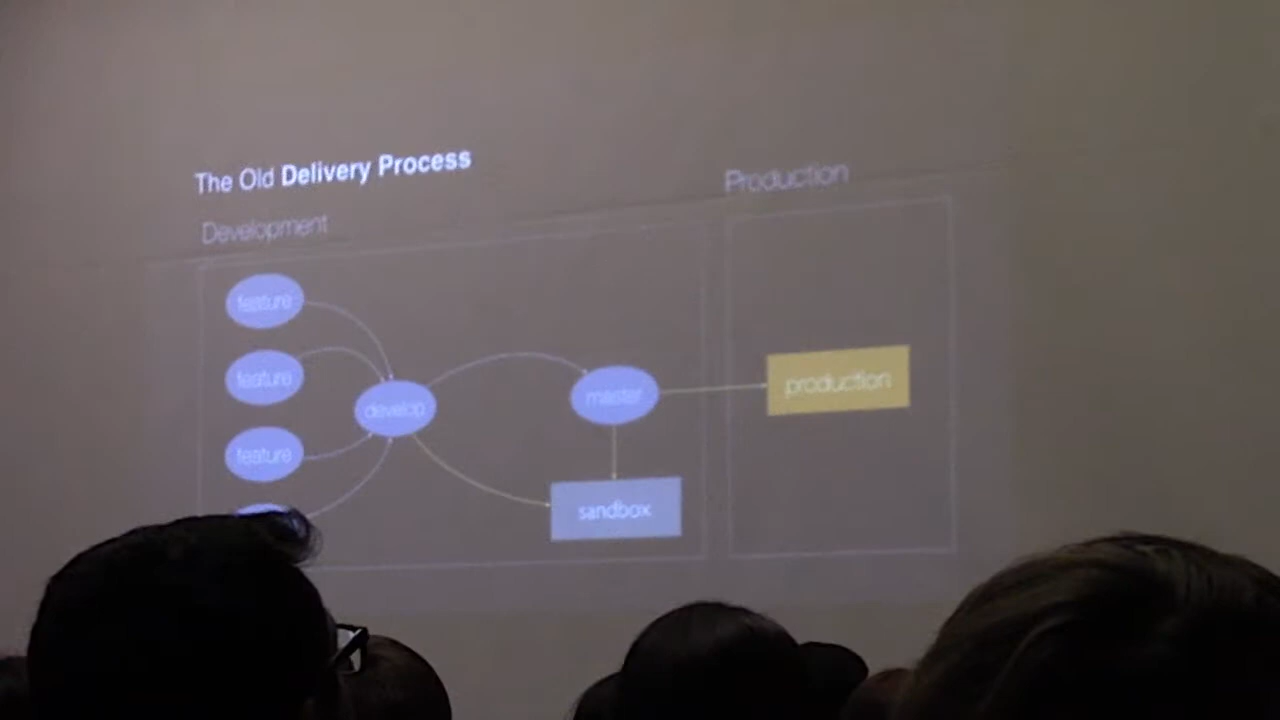 The Old Delivery Process
Production
Development
feature
feature
develop
master
production
feature
sandbox